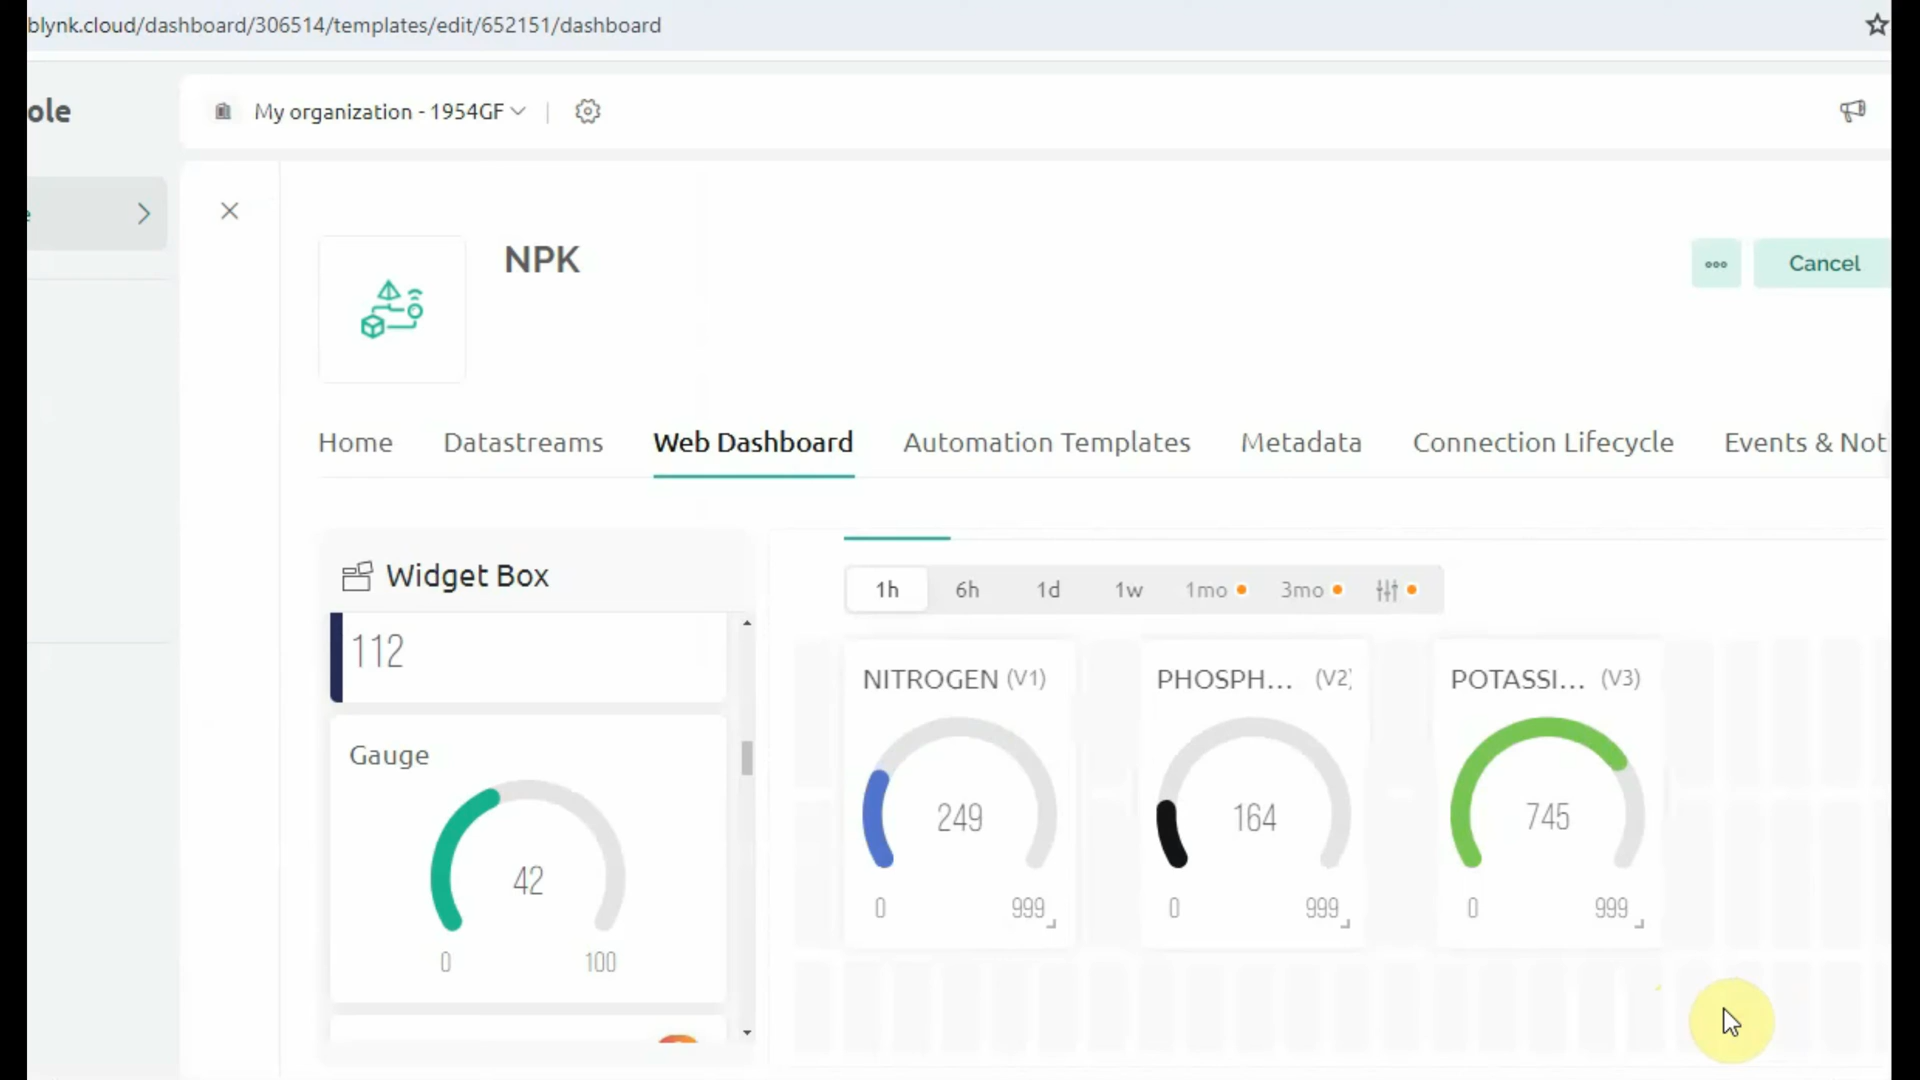 blynk.cloud/dashboard/306514/templates/edit/652151/dashboard
ole
My organization - 1954GF
e
NPK
Cancel
Home Datastreams Web Dashboard Automation Templates Metadata Connection Lifecycle Events & Not
Widget Box
1h 6h 1d 1w 1mo 3mo
112
NITROGEN (V1) PHOSPH... (V2) POTASSI... (V3)
Gauge
249 164 745
42
0 999 0 999 0 999
0 100